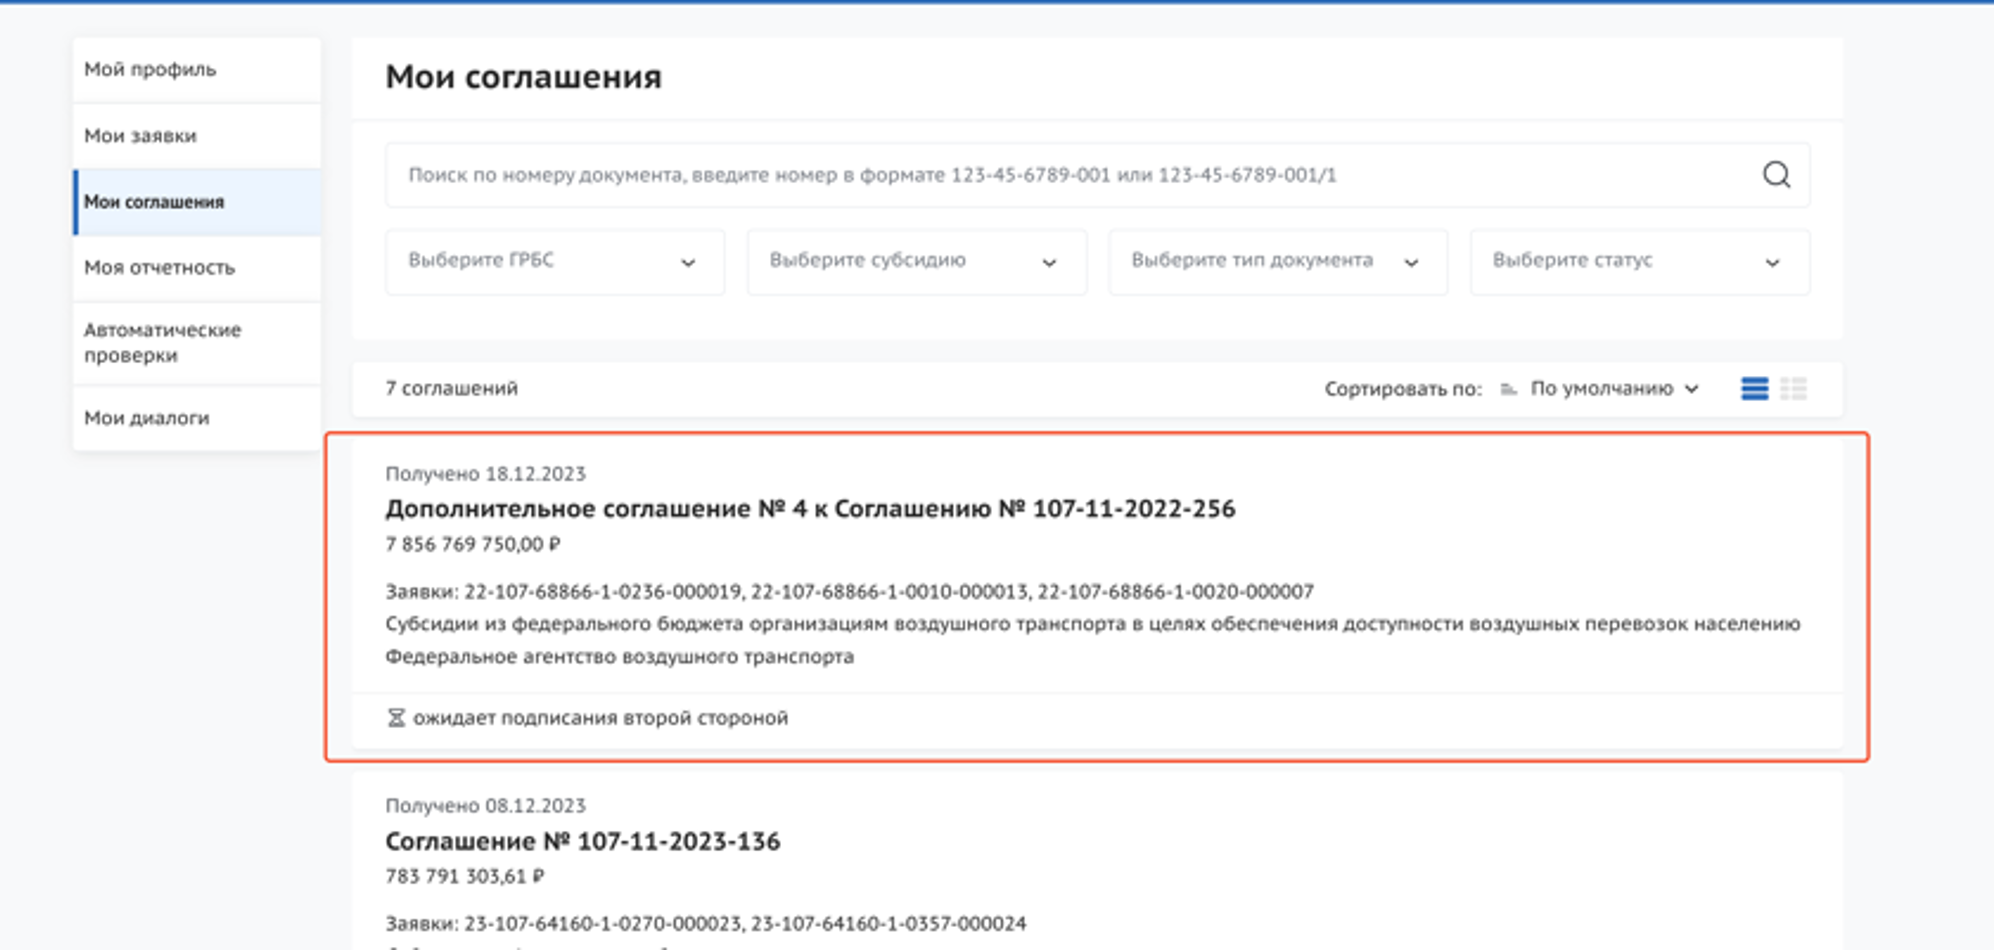 Мой профиль
Мои заявки
Мои соглашения
Моя отчетность
Автоматические
проверки
Мои диалоги
Мои соглашения
Поиск по номеру документа, введите номер в формате 123-45-6789-001 или 123-45-6789-001/1
Выберите ГРБС
Выберите субсидию
Выберите тип документа
Выберите статус
7 соглашений
Сортировать по: По умолчанию
Получено 18.12.2023
Дополнительное соглашение № 4 к Соглашению № 107-11-2022-256
7 856 769 750,00 ₽
Заявки: 22-107-68866-1-0236-000019, 22-107-68866-1-0010-000013, 22-107-68866-1-0020-000007
Субсидии из федерального бюджета организациям воздушного транспорта в целях обеспечения доступности воздушных перевозок населению
Федеральное агентство воздушного транспорта
ожидает подписания второй стороной
Получено 08.12.2023
Соглашение № 107-11-2023-136
783 791 303,61 ₽
Заявки: 23-107-64160-1-0270-000023, 23-107-64160-1-0357-000024